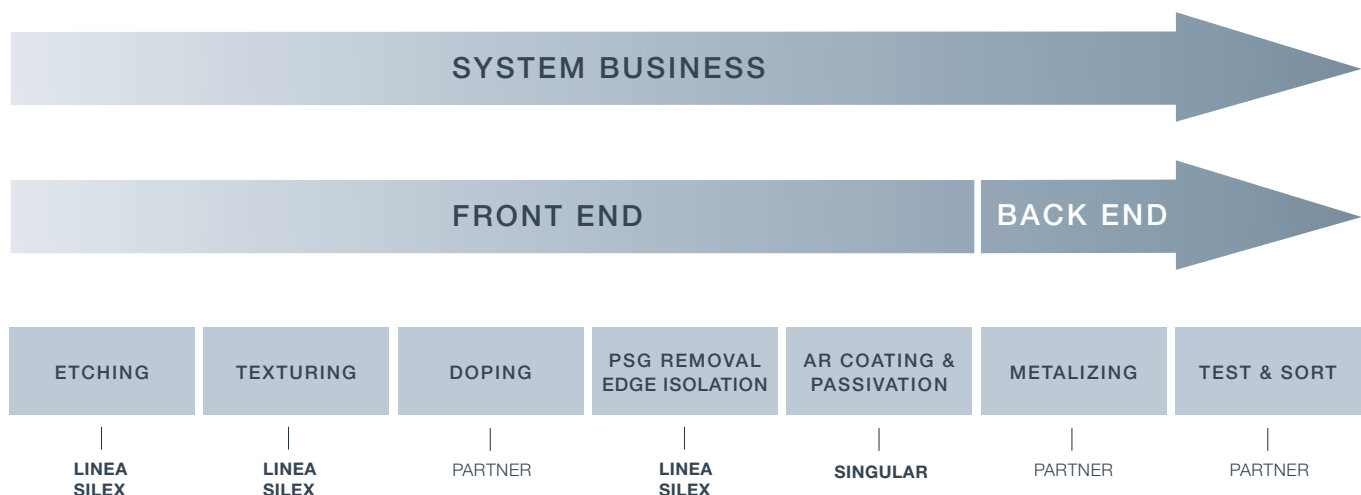 SYSTEM BUSINESS
FRONT END
BACK END
ETCHING
TEXTURING
DOPING
PSG REMOVAL
EDGE ISOLATION
AR COATING &
PASSIVATION
METALIZING
TEST & SORT
LINEA
SILEX
LINEA
SILEX
PARTNER
LINEA
SILEX
SINGULAR
PARTNER
PARTNER